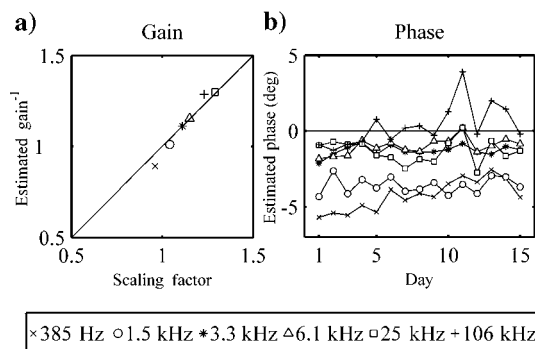 a)
Gain
1.5
1
0.5
Estimated gain⁻¹
0.5 1 1.5
Scaling factor
b)
Phase
5
0
-5
Estimated phase (deg)
1 5 10 15
Day
×385 Hz ○1.5 kHz ✱3.3 kHz △6.1 kHz □25 kHz +106 kHz